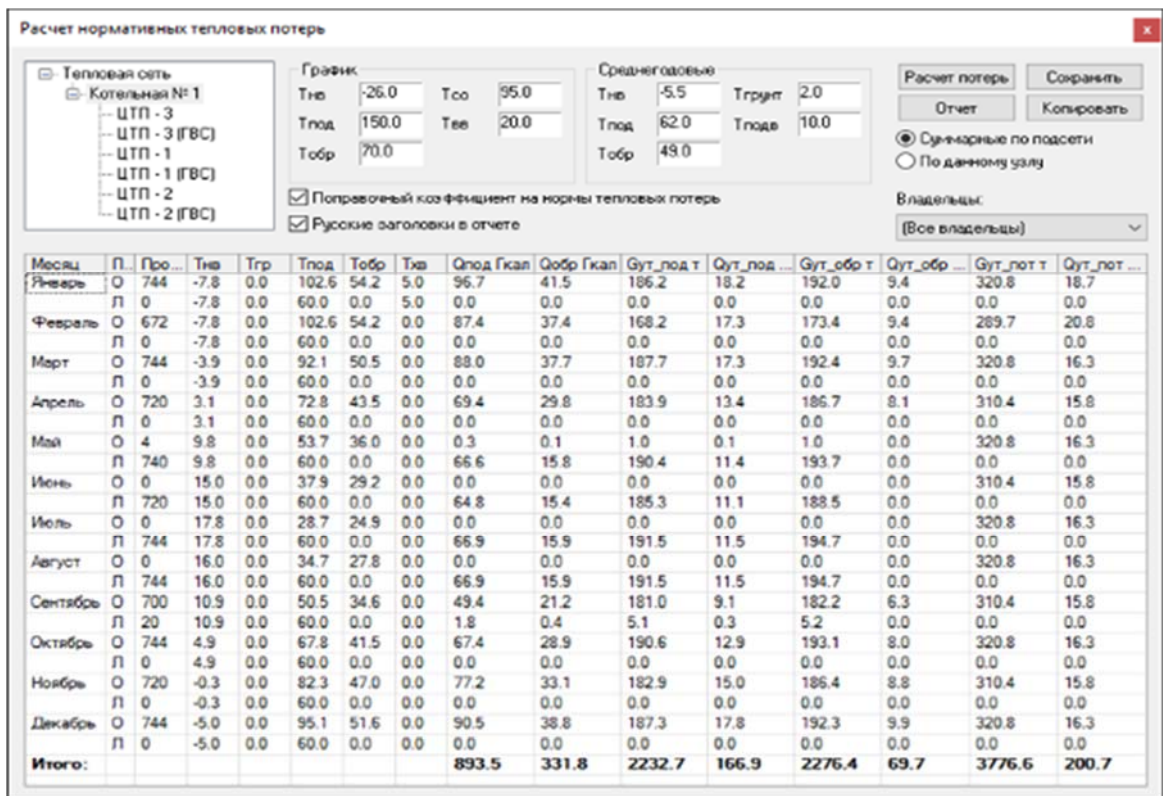 Расчет нормативных тепловых потерь
x
Тепловая сеть
Котельная № 1
ЦТП - 3
ЦТП - 3 (ГВС)
ЦТП - 1
ЦТП - 1 (ГВС)
ЦТП - 2
ЦТП - 2 (ГВС)
График
Тнв -26.0 Тсо 95.0
Тпод 150.0 Твв 20.0
Тобр 70.0
Среднегодовые
Тнв -5.5 Тгрунт 2.0
Тпод 62.0 Тподв 10.0
Тобр 49.0
Расчет потерь Сохранить
Отчет Копировать
Суммарные по подсети
По данному узлу
Поправочный коэффициент на нормы тепловых потерь
Русские заголовки в отчете
Владельцы:
(Все владельцы)
Месяц П... Про... Тнв Тгр Тпод Тобр Тхв Qпод Гкал Qобр Гкал Gут_под т Qут_под ... Gут_обр т Qут_обр ... Gут_пот т Qут_пот ...
Январь О 744 -7.8 0.0 102.6 54.2 5.0 96.7 41.5 186.2 18.2 192.0 9.4 320.8 18.7
Л 0 -7.8 0.0 60.0 0.0 5.0 0.0 0.0 0.0 0.0 0.0 0.0 0.0 0.0
Февраль О 672 -7.8 0.0 102.6 54.2 0.0 87.4 37.4 168.2 17.3 173.4 9.4 289.7 20.8
Л 0 -7.8 0.0 60.0 0.0 0.0 0.0 0.0 0.0 0.0 0.0 0.0 0.0 0.0
Март О 744 -3.9 0.0 92.1 50.5 0.0 88.0 37.7 187.7 17.3 192.4 9.7 320.8 16.3
Л 0 -3.9 0.0 60.0 0.0 0.0 0.0 0.0 0.0 0.0 0.0 0.0 0.0 0.0
Апрель О 720 3.1 0.0 72.8 43.5 0.0 69.4 29.8 183.9 13.4 186.7 8.1 310.4 15.8
Л 0 3.1 0.0 60.0 0.0 0.0 0.0 0.0 0.0 0.0 0.0 0.0 0.0 0.0
Май О 4 9.8 0.0 53.7 36.0 0.0 0.3 0.1 1.0 0.1 1.0 0.0 320.8 16.3
Л 740 9.8 0.0 60.0 0.0 0.0 66.6 15.8 190.4 11.4 193.7 0.0 0.0 0.0
Июнь О 0 15.0 0.0 37.9 29.2 0.0 0.0 0.0 0.0 0.0 0.0 0.0 310.4 15.8
Л 720 15.0 0.0 60.0 0.0 0.0 64.8 15.4 185.3 11.1 188.5 0.0 0.0 0.0
Июль О 0 17.8 0.0 28.7 24.9 0.0 0.0 0.0 0.0 0.0 0.0 0.0 320.8 16.3
Л 744 17.8 0.0 60.0 0.0 0.0 66.9 15.9 191.5 11.5 194.7 0.0 0.0 0.0
Август О 0 16.0 0.0 34.7 27.8 0.0 0.0 0.0 0.0 0.0 0.0 0.0 320.8 16.3
Л 744 16.0 0.0 60.0 0.0 0.0 66.9 15.9 191.5 11.5 194.7 0.0 0.0 0.0
Сентябрь О 700 10.9 0.0 50.5 34.6 0.0 49.4 21.2 181.0 9.1 182.2 6.3 310.4 15.8
Л 20 10.9 0.0 60.0 0.0 0.0 1.8 0.4 5.1 0.3 5.2 0.0 0.0 0.0
Октябрь О 744 4.9 0.0 67.8 41.5 0.0 67.4 28.9 190.6 12.9 193.1 8.0 320.8 16.3
Л 0 4.9 0.0 60.0 0.0 0.0 0.0 0.0 0.0 0.0 0.0 0.0 0.0 0.0
Ноябрь О 720 -0.3 0.0 82.3 47.0 0.0 77.2 33.1 182.9 15.0 186.4 8.8 310.4 15.8
Л 0 -0.3 0.0 60.0 0.0 0.0 0.0 0.0 0.0 0.0 0.0 0.0 0.0 0.0
Декабрь О 744 -5.0 0.0 95.1 51.6 0.0 90.5 38.8 187.3 17.8 192.3 9.9 320.8 16.3
Л 0 -5.0 0.0 60.0 0.0 0.0 0.0 0.0 0.0 0.0 0.0 0.0 0.0 0.0
Итого: 893.5 331.8 2232.7 166.9 2276.4 69.7 3776.6 200.7